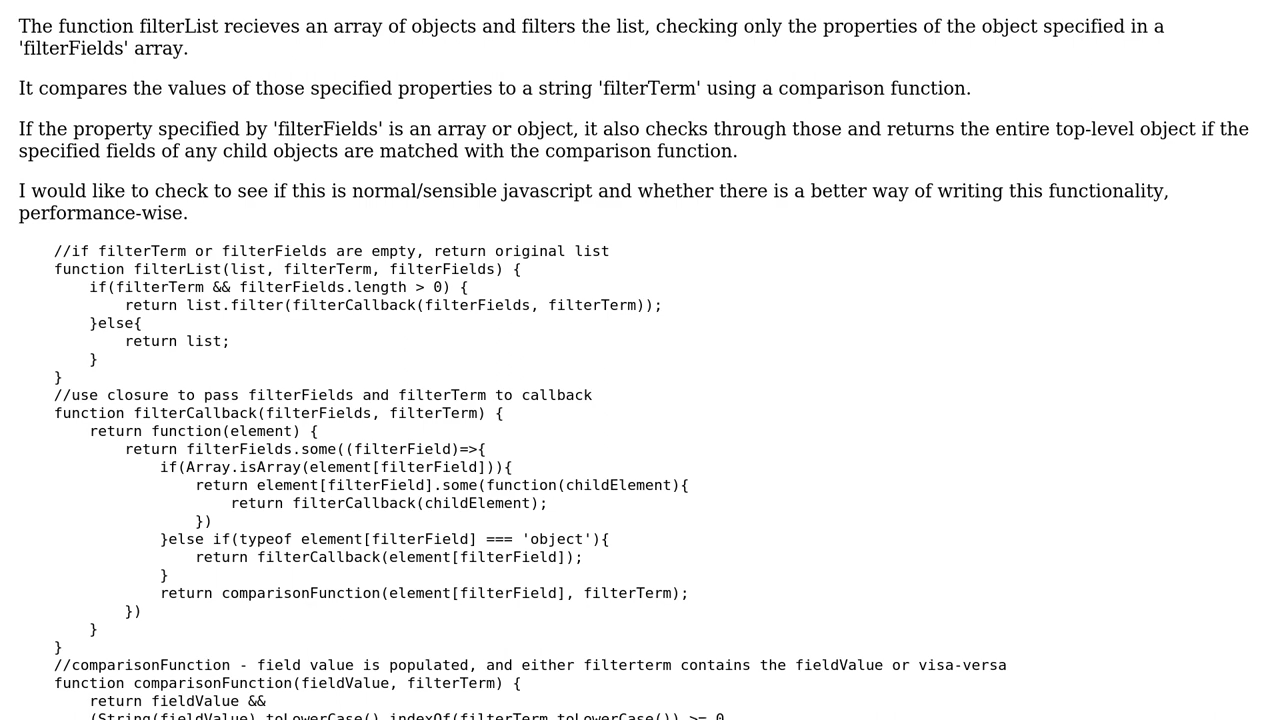 The function filterList recieves an array of objects and filters the list, checking only the properties of the object specified in a
'filterFields' array.
It compares the values of those specified properties to a string 'filterTerm' using a comparison function.
If the property specified by 'filterFields' is an array or object, it also checks through those and returns the entire top-level object if the
specified fields of any child objects are matched with the comparison function.
I would like to check to see if this is normal/sensible javascript and whether there is a better way of writing this functionality,
performance-wise.
//if filterTerm or filterFields are empty, return original list
function filterList(list, filterTerm, filterFields) {
    if(filterTerm && filterFields.length > 0) {
        return list.filter(filterCallback(filterFields, filterTerm));
    }else{
        return list;
    }
}
//use closure to pass filterFields and filterTerm to callback
function filterCallback(filterFields, filterTerm) {
    return function(element) {
        return filterFields.some((filterField)=>{
            if(Array.isArray(element[filterField])){
                return element[filterField].some(function(childElement){
                    return filterCallback(childElement);
                })
            }else if(typeof element[filterField] === 'object'){
                return filterCallback(element[filterField]);
            }
            return comparisonFunction(element[filterField], filterTerm);
        })
    }
}
//comparisonFunction - field value is populated, and either filterterm contains the fieldValue or visa-versa
function comparisonFunction(fieldValue, filterTerm) {
    return fieldValue &&
    (String(fieldValue).toLowerCase().indexOf(filterTerm.toLowerCase()) >= 0